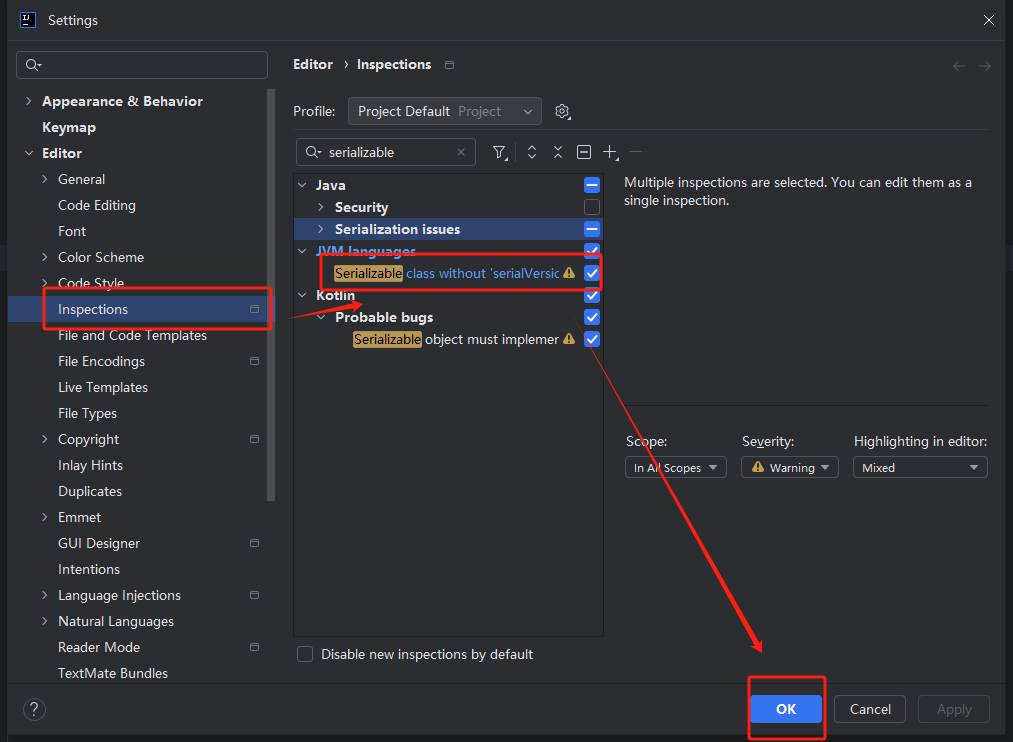 Settings
Editor › Inspections
Profile: Project Default Project
serializable
Appearance & Behavior
Keymap
Editor
General
Code Editing
Font
Color Scheme
Code Style
Inspections
File and Code Templates
File Encodings
Live Templates
File Types
Copyright
Inlay Hints
Duplicates
Emmet
GUI Designer
Intentions
Language Injections
Natural Languages
Reader Mode
TextMate Bundles
Java
Security
Serialization issues
JVM languages
Serializable class without 'serialVersic
Kotlin
Probable bugs
Serializable object must implemer
Disable new inspections by default
Multiple inspections are selected. You can edit them as a
single inspection.
Scope: Severity: Highlighting in editor:
In All Scopes Warning Mixed
? OK Cancel Apply